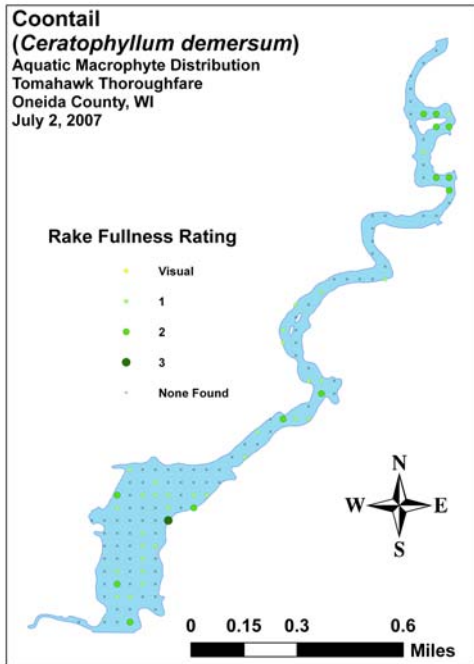 Coontail
(Ceratophyllum demersum)
Aquatic Macrophyte Distribution
Tomahawk Thoroughfare
Oneida County, WI
July 2, 2007
Rake Fullness Rating
Visual
1
2
3
None Found
N
W E
S
0 0.15 0.3 0.6
Miles